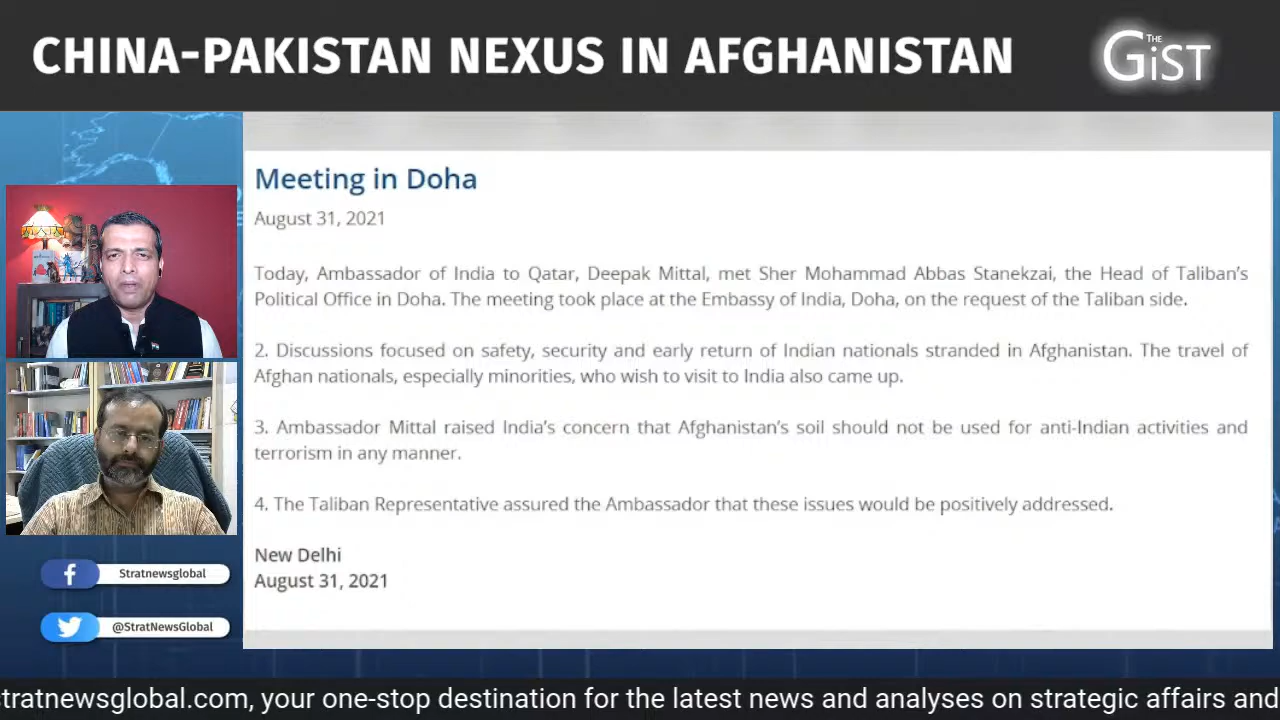 CHINA-PAKISTAN NEXUS IN AFGHANISTAN
THE
GiST
Meeting in Doha
August 31, 2021
Today, Ambassador of India to Qatar, Deepak Mittal, met Sher Mohammad Abbas Stanekzai, the Head of Taliban's
Political Office in Doha. The meeting took place at the Embassy of India, Doha, on the request of the Taliban side.
2. Discussions focused on safety, security and early return of Indian nationals stranded in Afghanistan. The travel of
Afghan nationals, especially minorities, who wish to visit to India also came up.
3. Ambassador Mittal raised India's concern that Afghanistan's soil should not be used for anti-Indian activities and
terrorism in any manner.
4. The Taliban Representative assured the Ambassador that these issues would be positively addressed.
New Delhi
August 31, 2021
Stratnewsglobal
@StratNewsGlobal
stratnewsglobal.com, your one-stop destination for the latest news and analyses on strategic affairs and